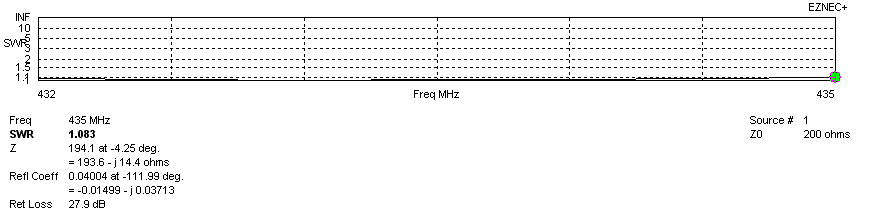 EZNEC+
INF
10
5
SWR
3
2
1.5
1.1
1
432 Freq MHz 435
Freq 435 MHz Source # 1
SWR 1.083 Z0 200 ohms
Z 194.1 at -4.25 deg.
= 193.6 - j 14.4 ohms
Refl Coeff 0.04004 at -111.99 deg.
= -0.01499 - j 0.03713
Ret Loss 27.9 dB